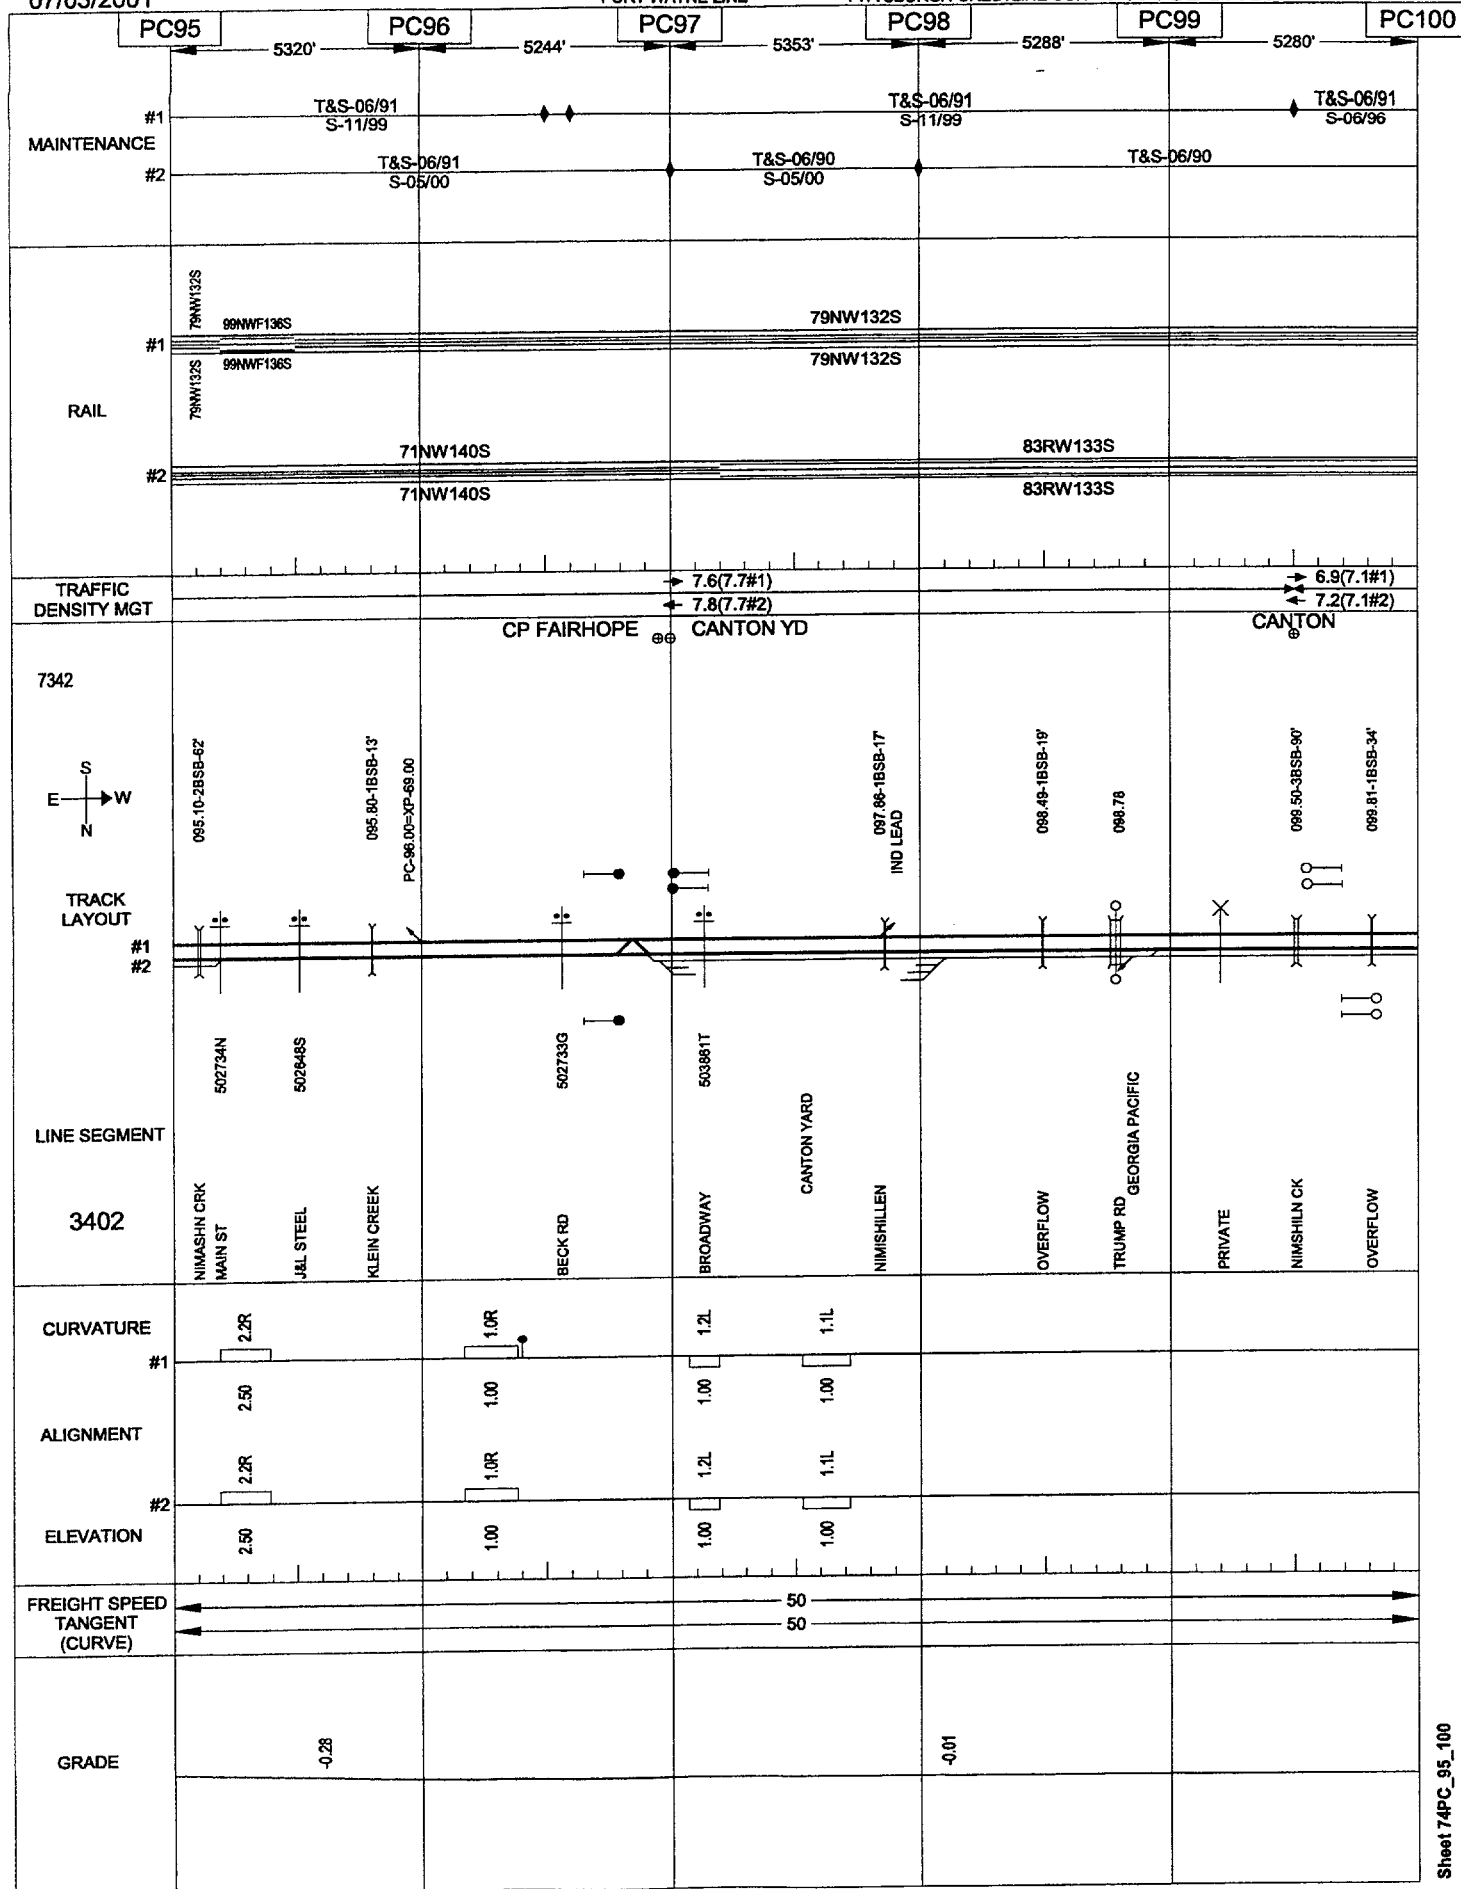 PC95 PC96 PC97 PC98 PC99 PC100
5320' 5244' 5353' 5288' 5280'
MAINTENANCE
#1
T&S-06/91
S-11/99
T&S-06/91
S-11/99
T&S-06/91
S-06/96
#2
T&S-06/91
S-05/00
T&S-06/90
S-05/00
T&S-06/90
RAIL
#1
79NW132S
79NW132S
99NWF136S
99NWF136S
79NW132S
79NW132S
#2
71NW140S
71NW140S
83RW133S
83RW133S
TRAFFIC
DENSITY MGT
7.6(7.7#1)
7.8(7.7#2)
6.9(7.1#1)
7.2(7.1#2)
CP FAIRHOPE
CANTON YD
CANTON
7342
S
E W
N
095.10-2BSB-62'
095.80-1BSB-13'
PC-96.00=XP-69.00
097.86-1BSB-17'
IND LEAD
098.49-1BSB-19'
098.78
099.50-3BSB-90'
099.81-1BSB-34'
TRACK
LAYOUT
#1
#2
502734N
502648S
502733G
503861T
LINE SEGMENT
3402
NIMASHN CRK
MAIN ST
J&L STEEL
KLEIN CREEK
BECK RD
BROADWAY
CANTON YARD
NIMISHILLEN
OVERFLOW
TRUMP RD
GEORGIA PACIFIC
PRIVATE
NIMSHILN CK
OVERFLOW
CURVATURE
#1
2.2R 1.0R 1.2L 1.1L
2.50 1.00 1.00 1.00
ALIGNMENT
#2
2.2R 1.0R 1.2L 1.1L
ELEVATION
2.50 1.00 1.00 1.00
FREIGHT SPEED
TANGENT
(CURVE)
50
50
GRADE
-0.28
-0.01
Sheet 74PC_95_100